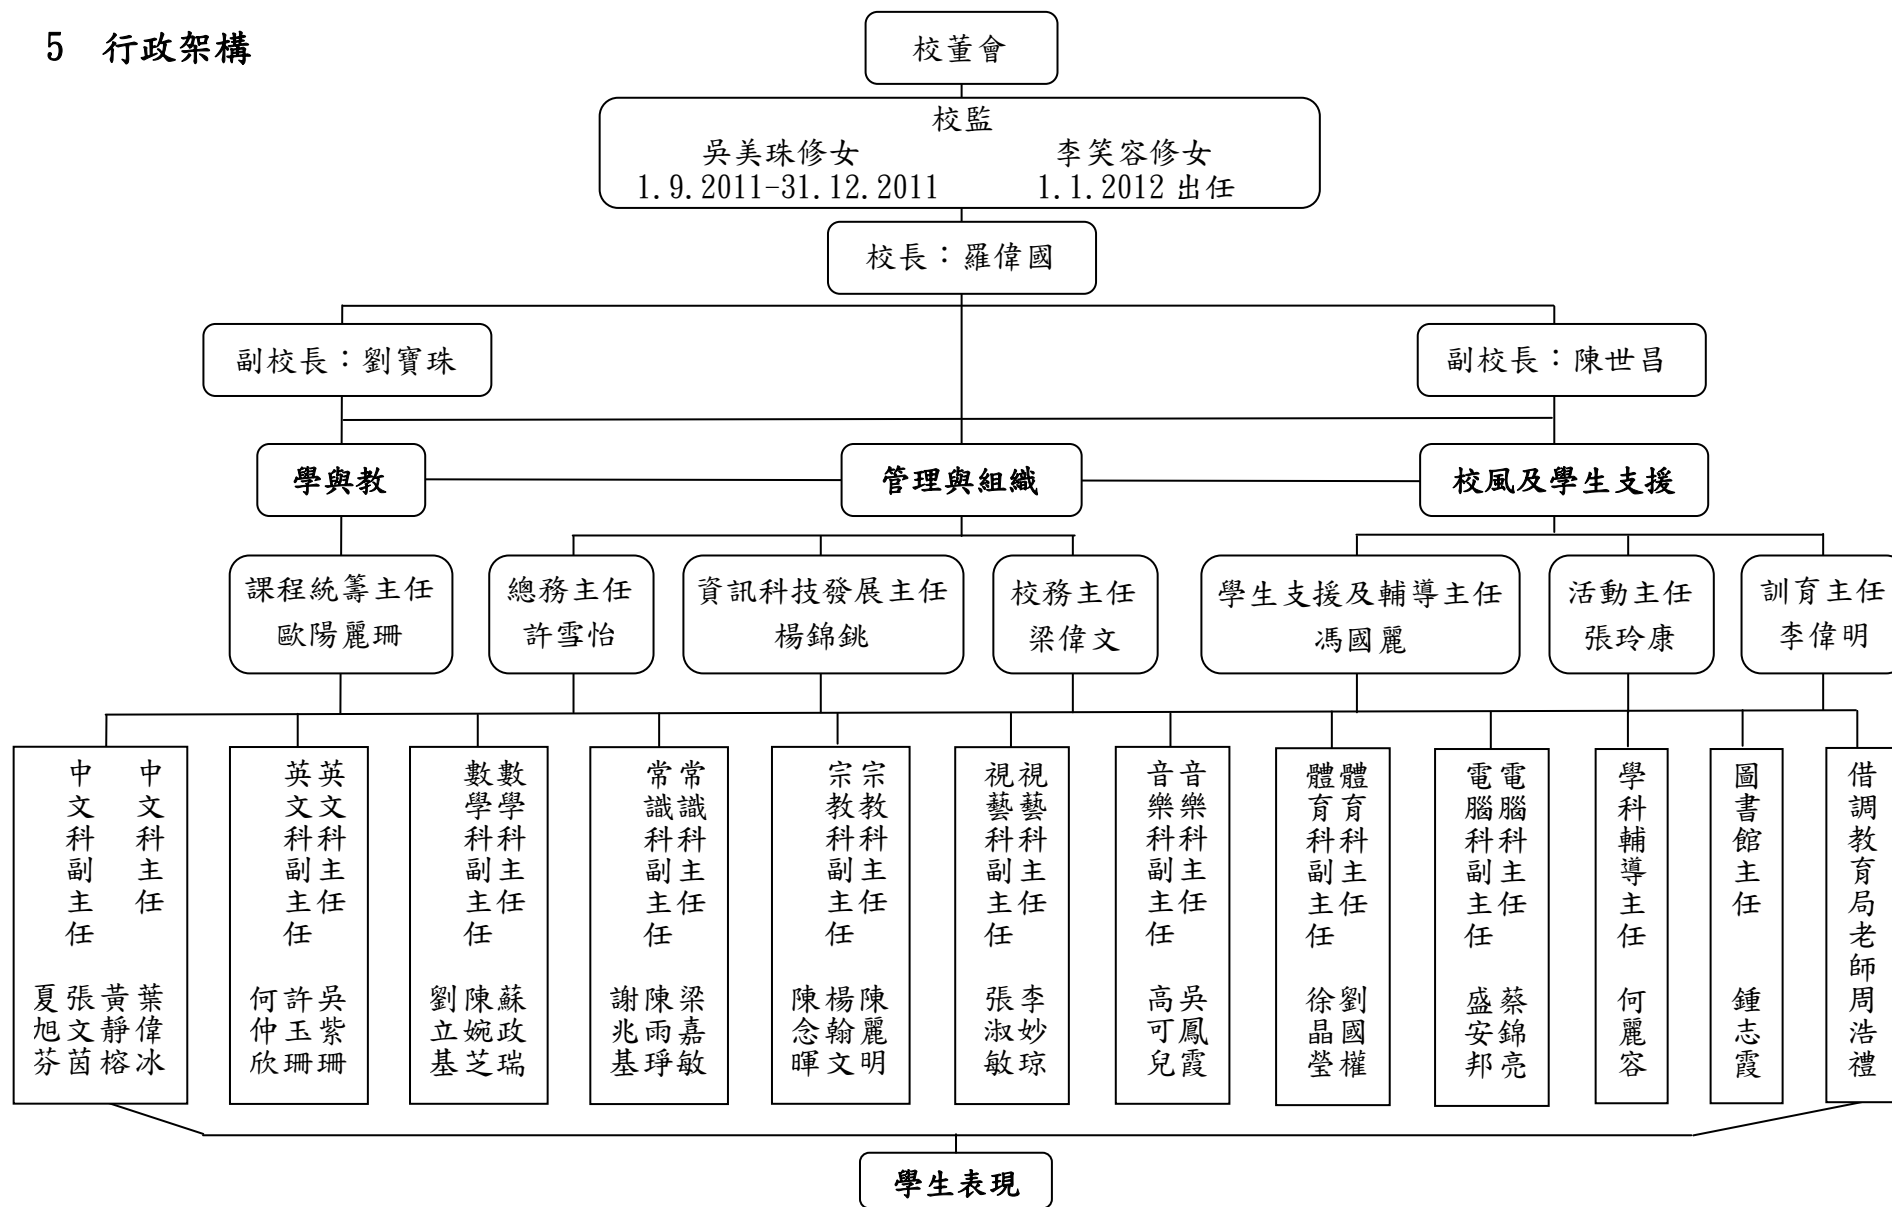 5 行政架構
校董會
校監
吳美珠修女 李笑容修女
1.9.2011-31.12.2011 1.1.2012 出任
校長：羅偉國
副校長：劉寶珠
副校長：陳世昌
學與教
管理與組織
校風及學生支援
課程統籌主任
歐陽麗珊
總務主任
許雪怡
資訊科技發展主任
楊錦銚
校務主任
梁偉文
學生支援及輔導主任
馮國麗
活動主任
張玲康
訓育主任
李偉明
中文科主任 葉偉冰
黃靜榕
中文科副主任 張文茵
夏旭芬
英文科主任 吳紫珊
英文科副主任 許玉珊
何仲欣
數學科主任 蘇政瑞
數學科副主任 陳婉芝
劉立基
常識科主任 梁嘉敏
常識科副主任 陳雨琤
謝兆基
宗教科主任 陳麗明
宗教科副主任 楊翰文
陳念暉
視藝科主任 李妙琼
視藝科副主任 張淑敏
音樂科主任 吳鳳霞
音樂科副主任 高可兒
體育科主任 劉國權
體育科副主任 徐晶瑩
電腦科主任 蔡錦亮
電腦科副主任 盛安邦
學科輔導主任 何麗容
圖書館主任 鍾志霞
借調教育局老師周浩禮
學生表現